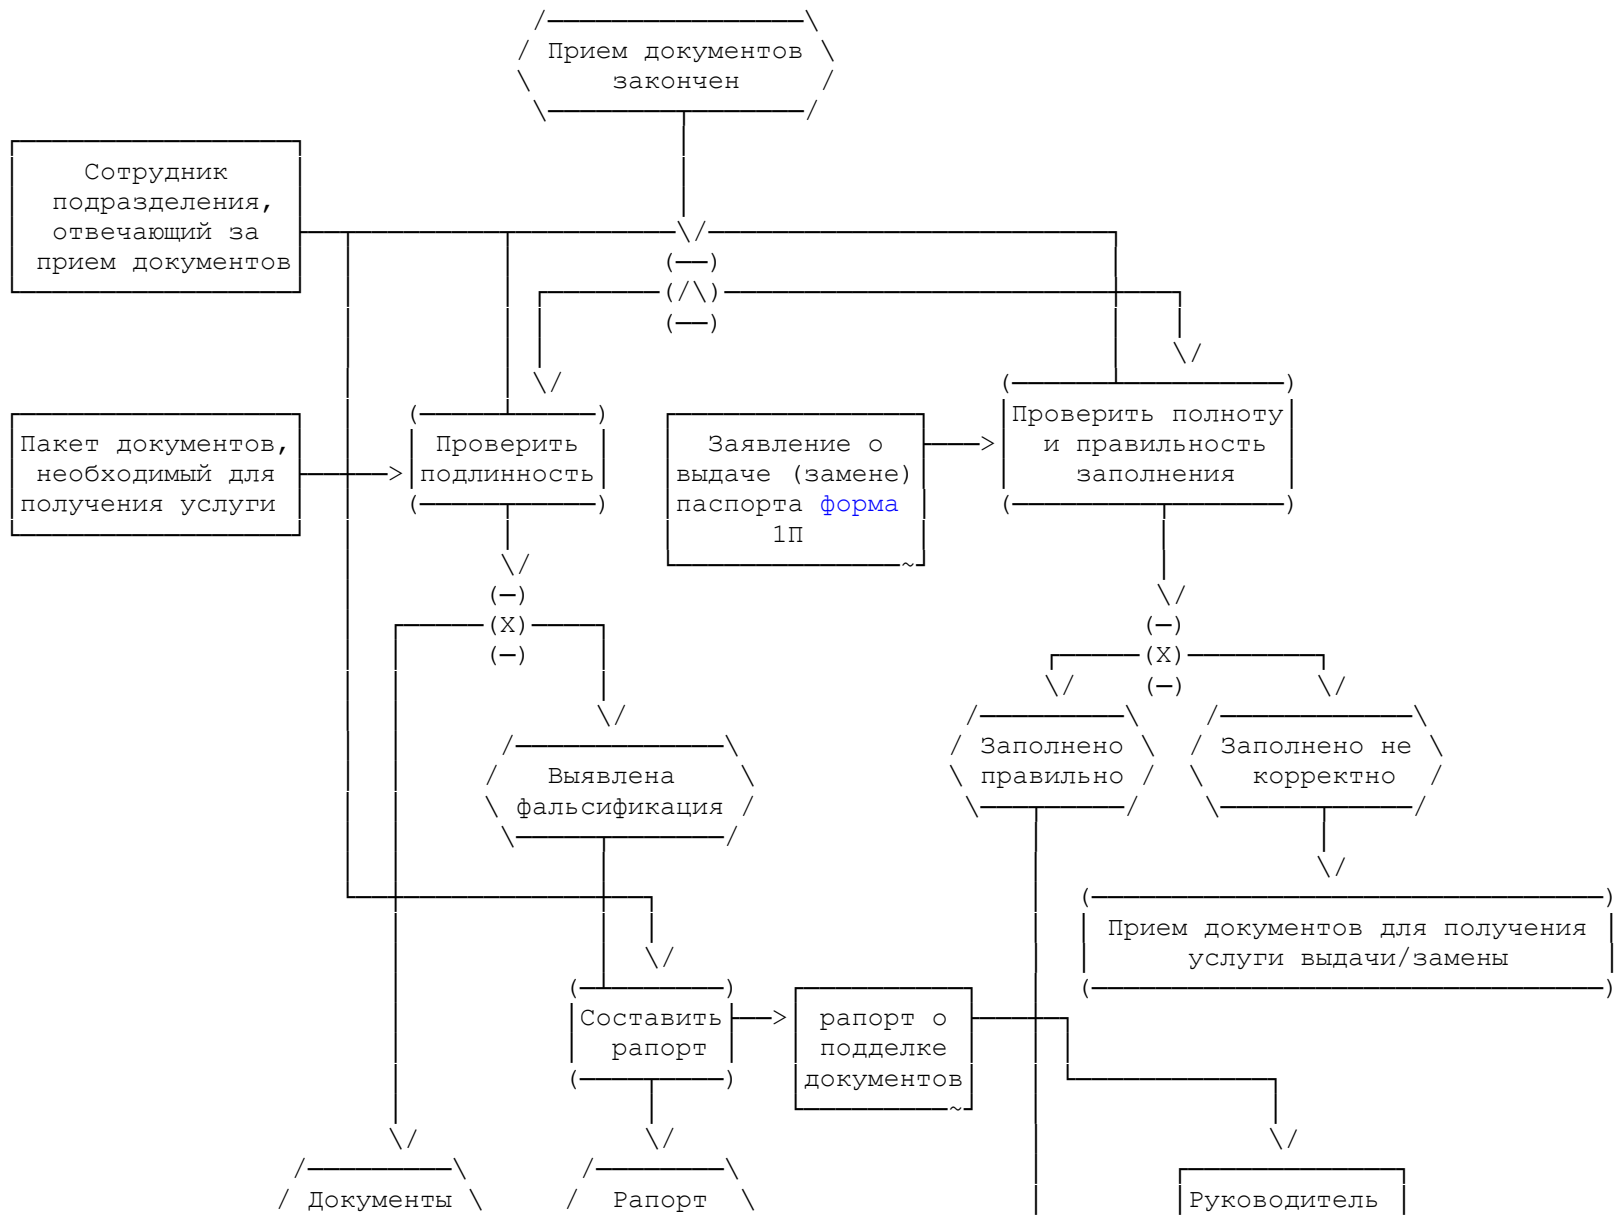 Прием документов
закончен
Сотрудник
подразделения,
отвечающий за
прием документов
Пакет документов,
необходимый для
получения услуги
Проверить
подлинность
Заявление о
выдаче (замене)
паспорта форма
1П
Проверить полноту
и правильность
заполнения
(X)
(X)
Выявлена
фальсификация
Заполнено
правильно
Заполнено не
корректно
Прием документов для получения
услуги выдачи/замены
Составить
рапорт
рапорт о
подделке
документов
Документы
Рапорт
Руководитель